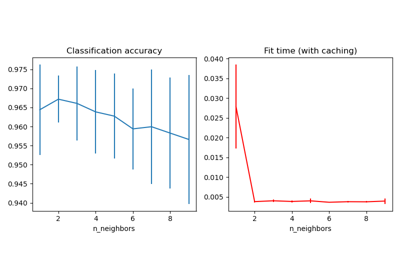 Classification accuracy
0.975
0.970
0.965
0.960
0.955
0.950
0.945
0.940
2 4 6 8
n_neighbors
Fit time (with caching)
0.040
0.035
0.030
0.025
0.020
0.015
0.010
0.005
2 4 6 8
n_neighbors